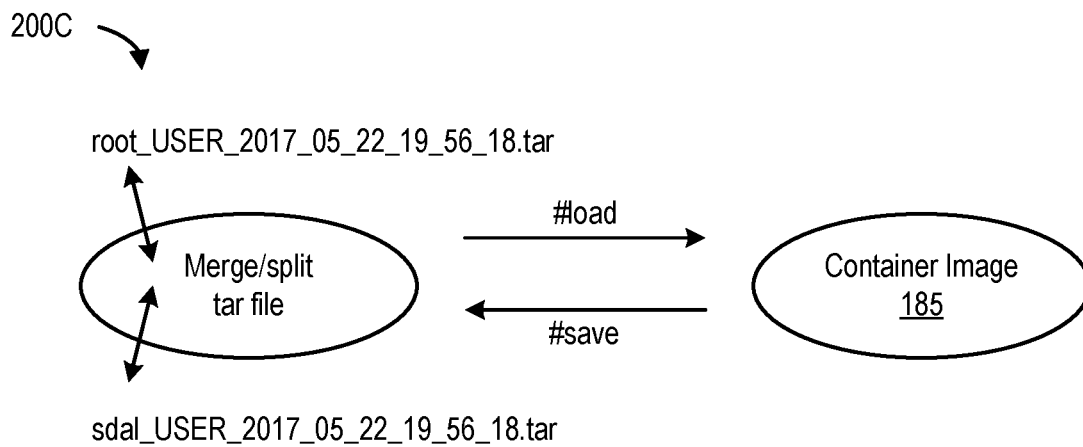 200C
root_USER_2017_05_22_19_56_18.tar
#load
Merge/split
tar file
Container Image
185
#save
sdal_USER_2017_05_22_19_56_18.tar